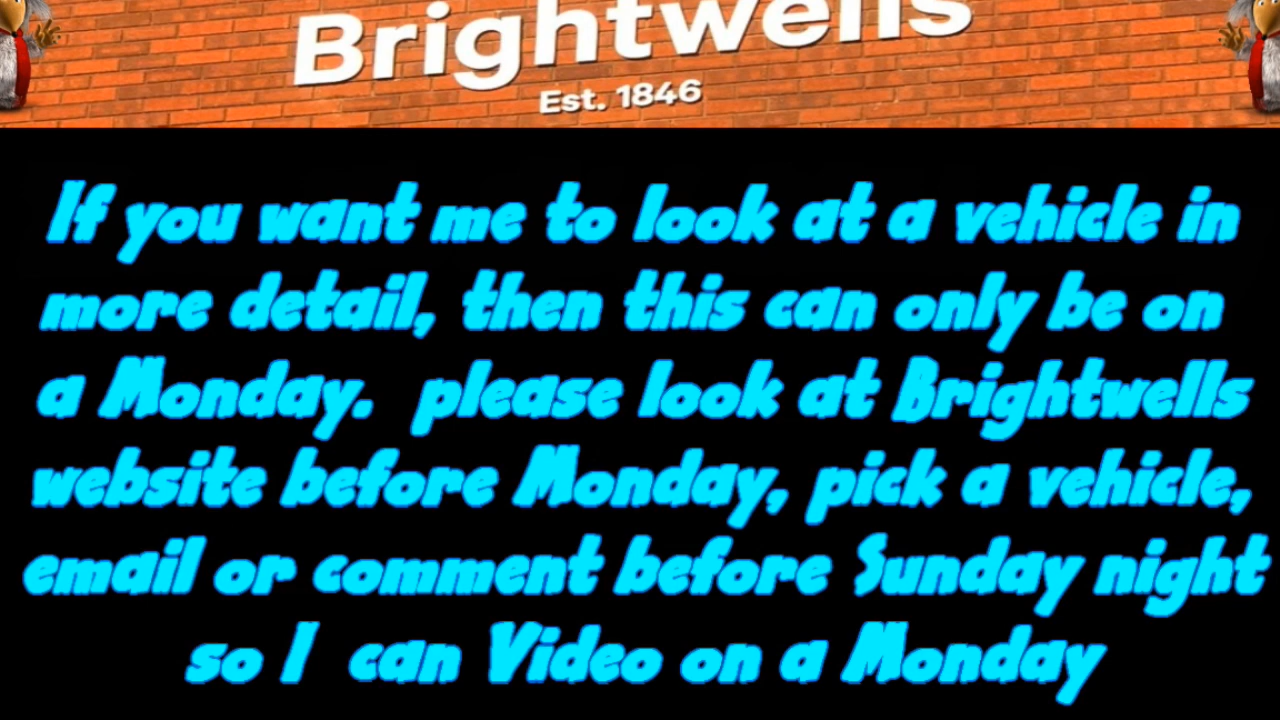 Brightwells
Est. 1846
If you want me to look at a vehicle in
more detail, then this can only be on
a Monday. please look at Brightwells
website before Monday, pick a vehicle,
email or comment before Sunday night
so I can Video on a Monday